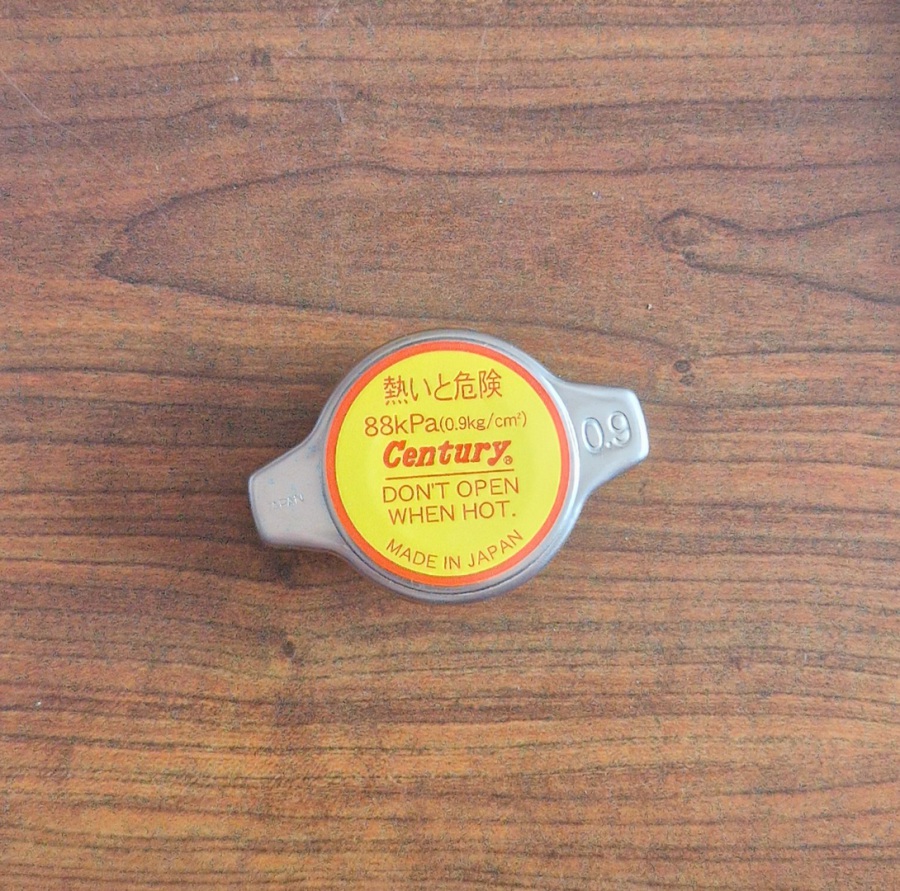 熱いと危険
88kPa(0.9kg/cm²)
Century®
DON'T OPEN
WHEN HOT.
MADE IN JAPAN
0.9
JAPAN